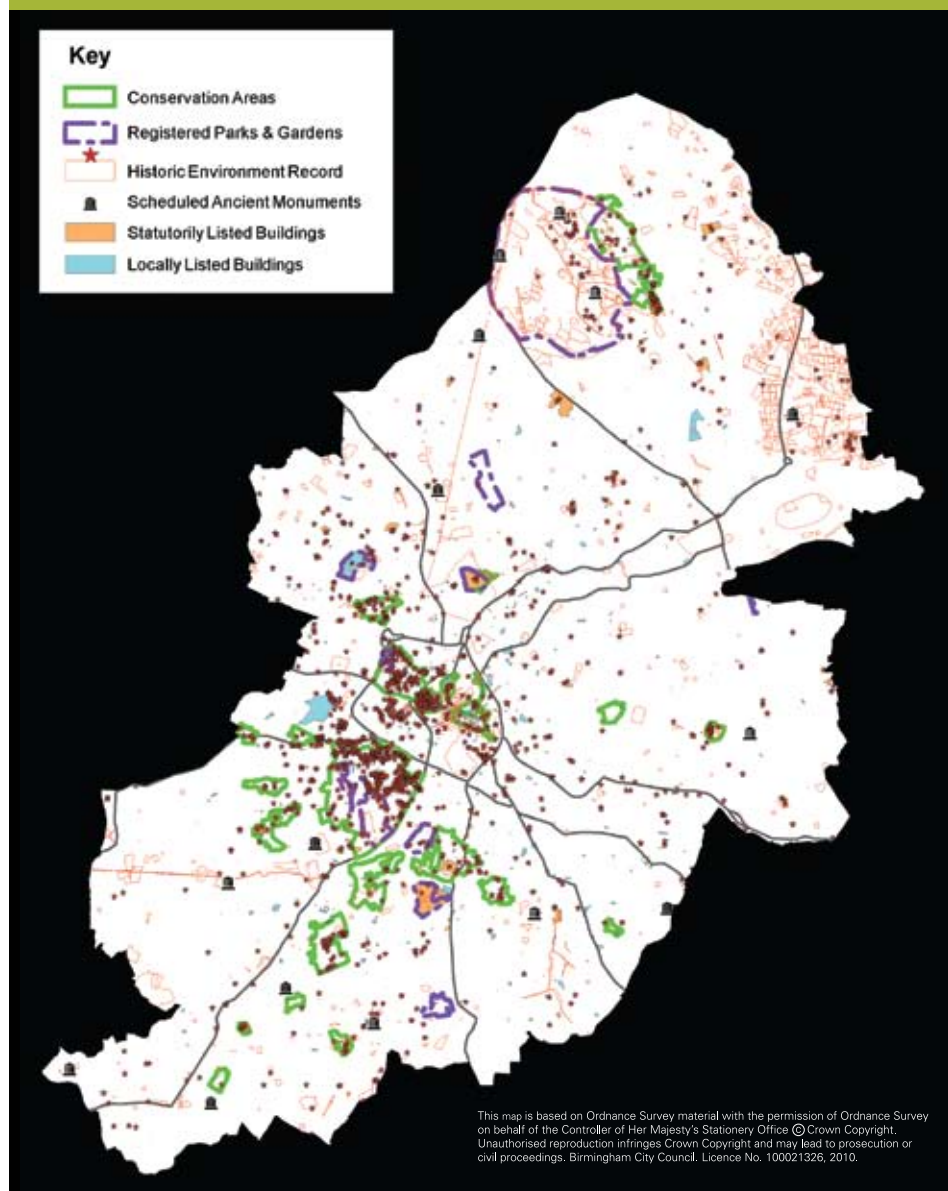 Key
Conservation Areas
Registered Parks & Gardens
Historic Environment Record
Scheduled Ancient Monuments
Statutorily Listed Buildings
Locally Listed Buildings
This map is based on Ordnance Survey material with the permission of Ordnance Survey
on behalf of the Controller of Her Majesty's Stationery Office © Crown Copyright.
Unauthorised reproduction infringes Crown Copyright and may lead to prosecution or
civil proceedings. Birmingham City Council. Licence No. 100021326, 2010.